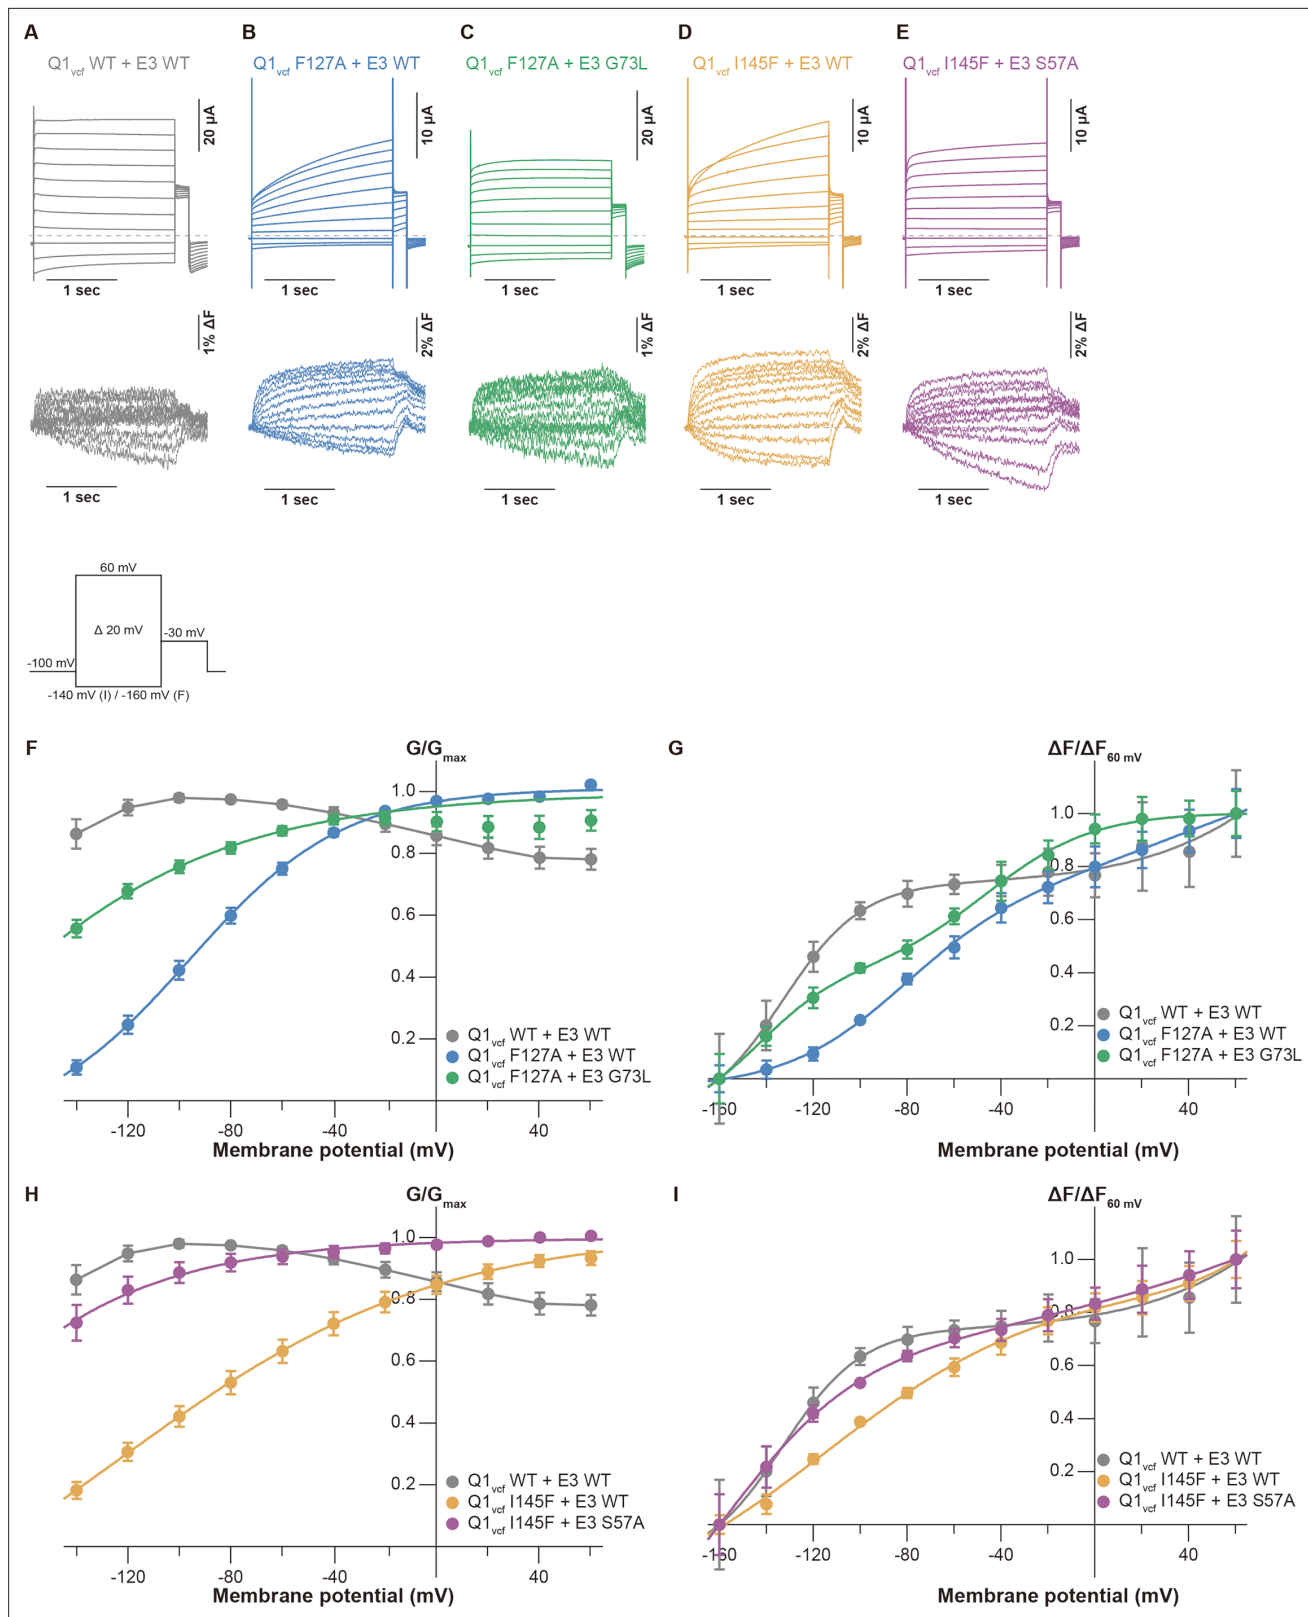 A
B
C
D
E
Q1vcf WT + E3 WT
Q1vcf F127A + E3 WT
Q1vcf F127A + E3 G73L
Q1vcf I145F + E3 WT
Q1vcf I145F + E3 S57A
20 µA
10 µA
20 µA
10 µA
10 µA
1 sec
1 sec
1 sec
1 sec
1 sec
1% ΔF
2% ΔF
1% ΔF
2% ΔF
2% ΔF
1 sec
1 sec
1 sec
1 sec
1 sec
60 mV
Δ 20 mV
-30 mV
-100 mV
-140 mV (I) / -160 mV (F)
F
G/Gmax
1.0
0.8
0.6
0.4
0.2
Q1vcf WT + E3 WT
Q1vcf F127A + E3 WT
Q1vcf F127A + E3 G73L
-120
-80
-40
40
Membrane potential (mV)
G
ΔF/ΔF60 mV
1.0
0.8
0.6
0.4
0.2
Q1vcf WT + E3 WT
Q1vcf F127A + E3 WT
Q1vcf F127A + E3 G73L
-160
-120
-80
-40
40
Membrane potential (mV)
H
G/Gmax
1.0
0.8
0.6
0.4
0.2
Q1vcf WT + E3 WT
Q1vcf I145F + E3 WT
Q1vcf I145F + E3 S57A
-120
-80
-40
40
Membrane potential (mV)
I
ΔF/ΔF60 mV
1.0
0.8
0.6
0.4
0.2
Q1vcf WT + E3 WT
Q1vcf I145F + E3 WT
Q1vcf I145F + E3 S57A
-160
-120
-80
-40
40
Membrane potential (mV)